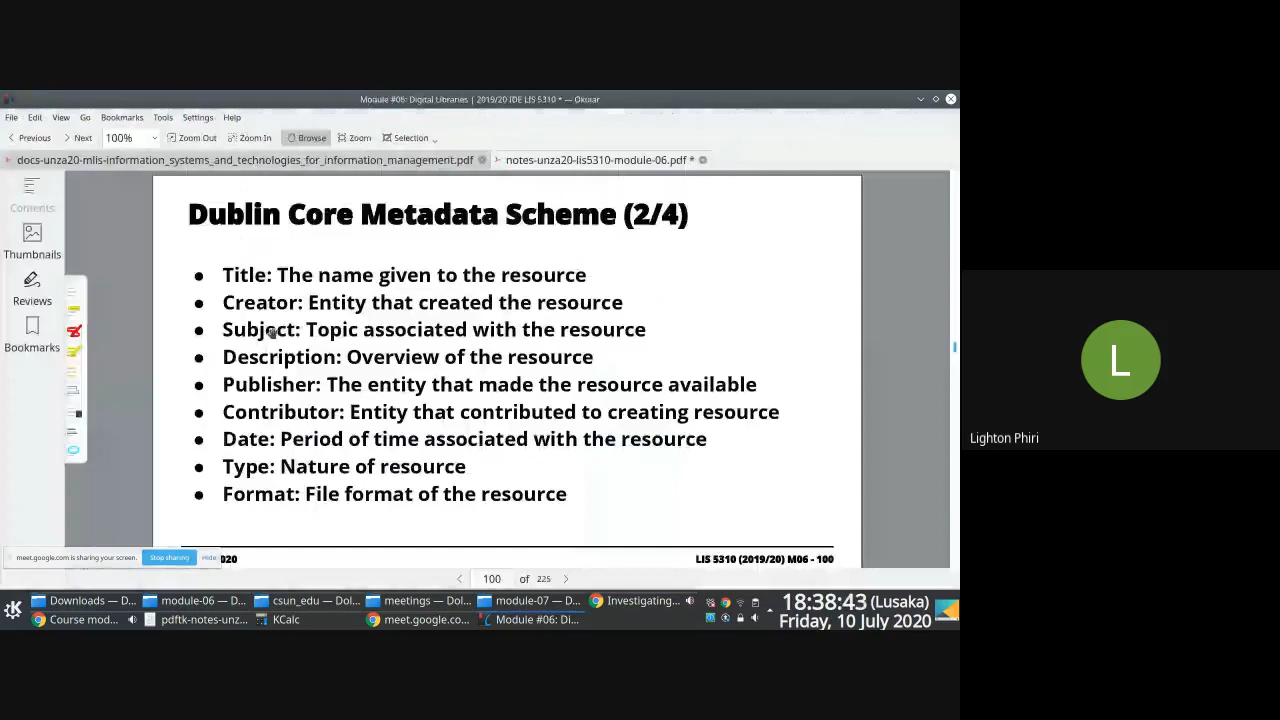 Module #06: Digital Libraries | 2019/20 IDE LIS 5310 * — Okular
File Edit View Go Bookmarks Tools Settings Help
Previous Next 100% Zoom Out Zoom In Browse Zoom Selection
docs-unza20-mlis-information_systems_and_technologies_for_information_management.pdf notes-unza20-lis5310-module-06.pdf *
Contents
Thumbnails
Reviews
Bookmarks
Dublin Core Metadata Scheme (2/4)
● Title: The name given to the resource
● Creator: Entity that created the resource
● Subject: Topic associated with the resource
● Description: Overview of the resource
● Publisher: The entity that made the resource available
● Contributor: Entity that contributed to creating resource
● Date: Period of time associated with the resource
● Type: Nature of resource
● Format: File format of the resource
meet.google.com is sharing your screen. Stop sharing Hide
020 LIS 5310 (2019/20) M06 - 100
100 of 225
Downloads — D... module-06 — D... csun_edu — Dol... meetings — Dol... module-07 — D... Investigating...
Course mod... pdftk-notes-unz... KCalc meet.google.co... Module #06: Di...
18:38:43 (Lusaka)
Friday, 10 July 2020
L
Lighton Phiri